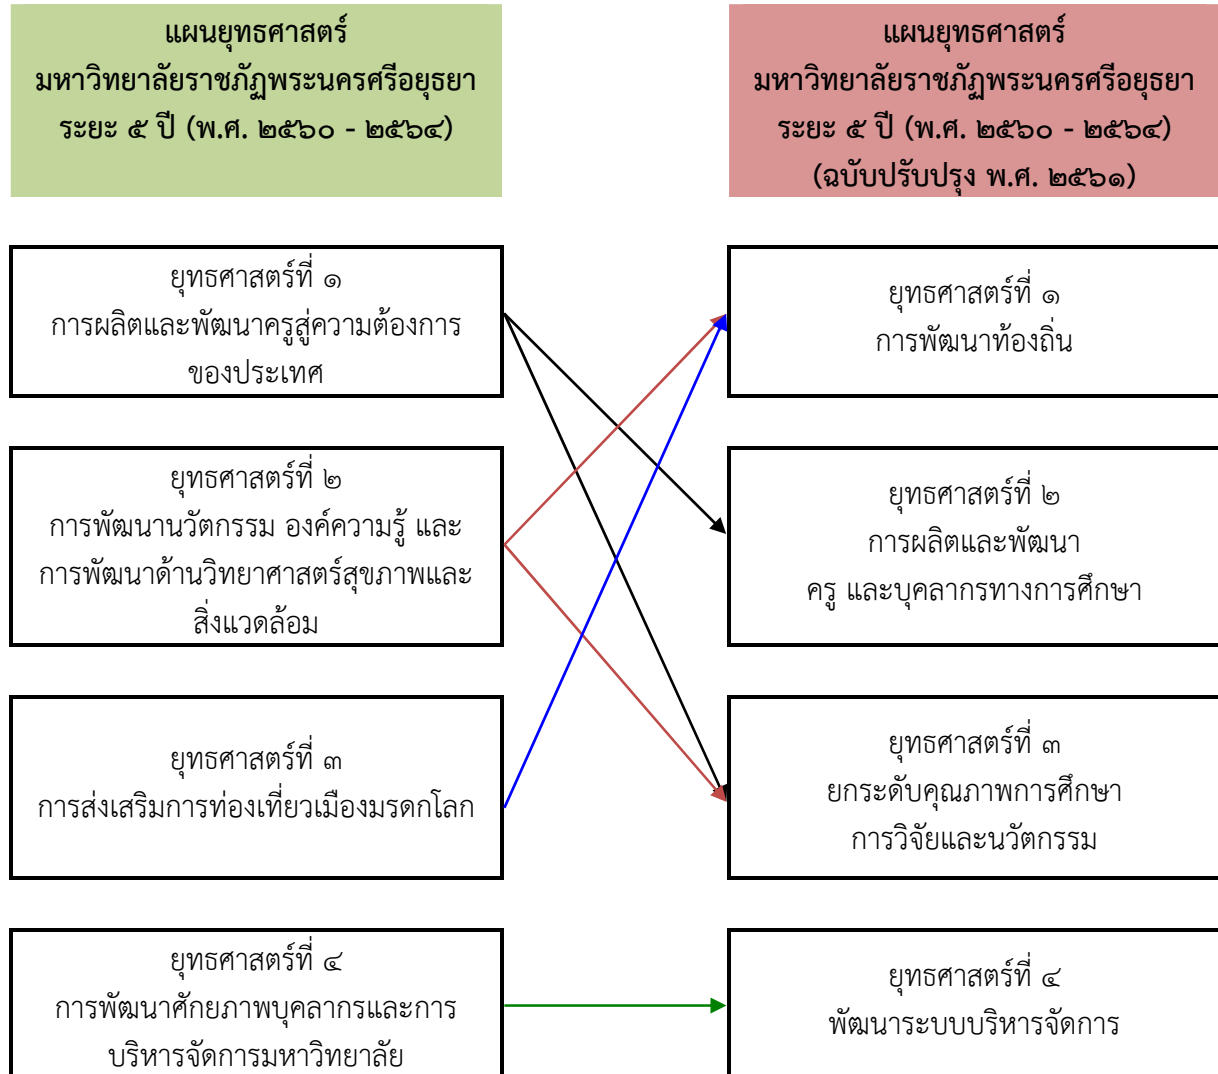 แผนยุทธศาสตร์
มหาวิทยาลัยราชภัฏพระนครศรีอยุธยา
ระยะ ๕ ปี (พ.ศ. ๒๕๖๐ - ๒๕๖๔)
แผนยุทธศาสตร์
มหาวิทยาลัยราชภัฏพระนครศรีอยุธยา
ระยะ ๕ ปี (พ.ศ. ๒๕๖๐ - ๒๕๖๔)
(ฉบับปรับปรุง พ.ศ. ๒๕๖๑)
ยุทธศาสตร์ที่ ๑
การผลิตและพัฒนาครูสู่ความต้องการ
ของประเทศ
ยุทธศาสตร์ที่ ๑
การพัฒนาท้องถิ่น
ยุทธศาสตร์ที่ ๒
การพัฒนานวัตกรรม องค์ความรู้ และ
การพัฒนาด้านวิทยาศาสตร์สุขภาพและ
สิ่งแวดล้อม
ยุทธศาสตร์ที่ ๒
การผลิตและพัฒนา
ครู และบุคลากรทางการศึกษา
ยุทธศาสตร์ที่ ๓
การส่งเสริมการท่องเที่ยวเมืองมรดกโลก
ยุทธศาสตร์ที่ ๓
ยกระดับคุณภาพการศึกษา
การวิจัยและนวัตกรรม
ยุทธศาสตร์ที่ ๔
การพัฒนาศักยภาพบุคลากรและการ
บริหารจัดการมหาวิทยาลัย
ยุทธศาสตร์ที่ ๔
พัฒนาระบบบริหารจัดการ